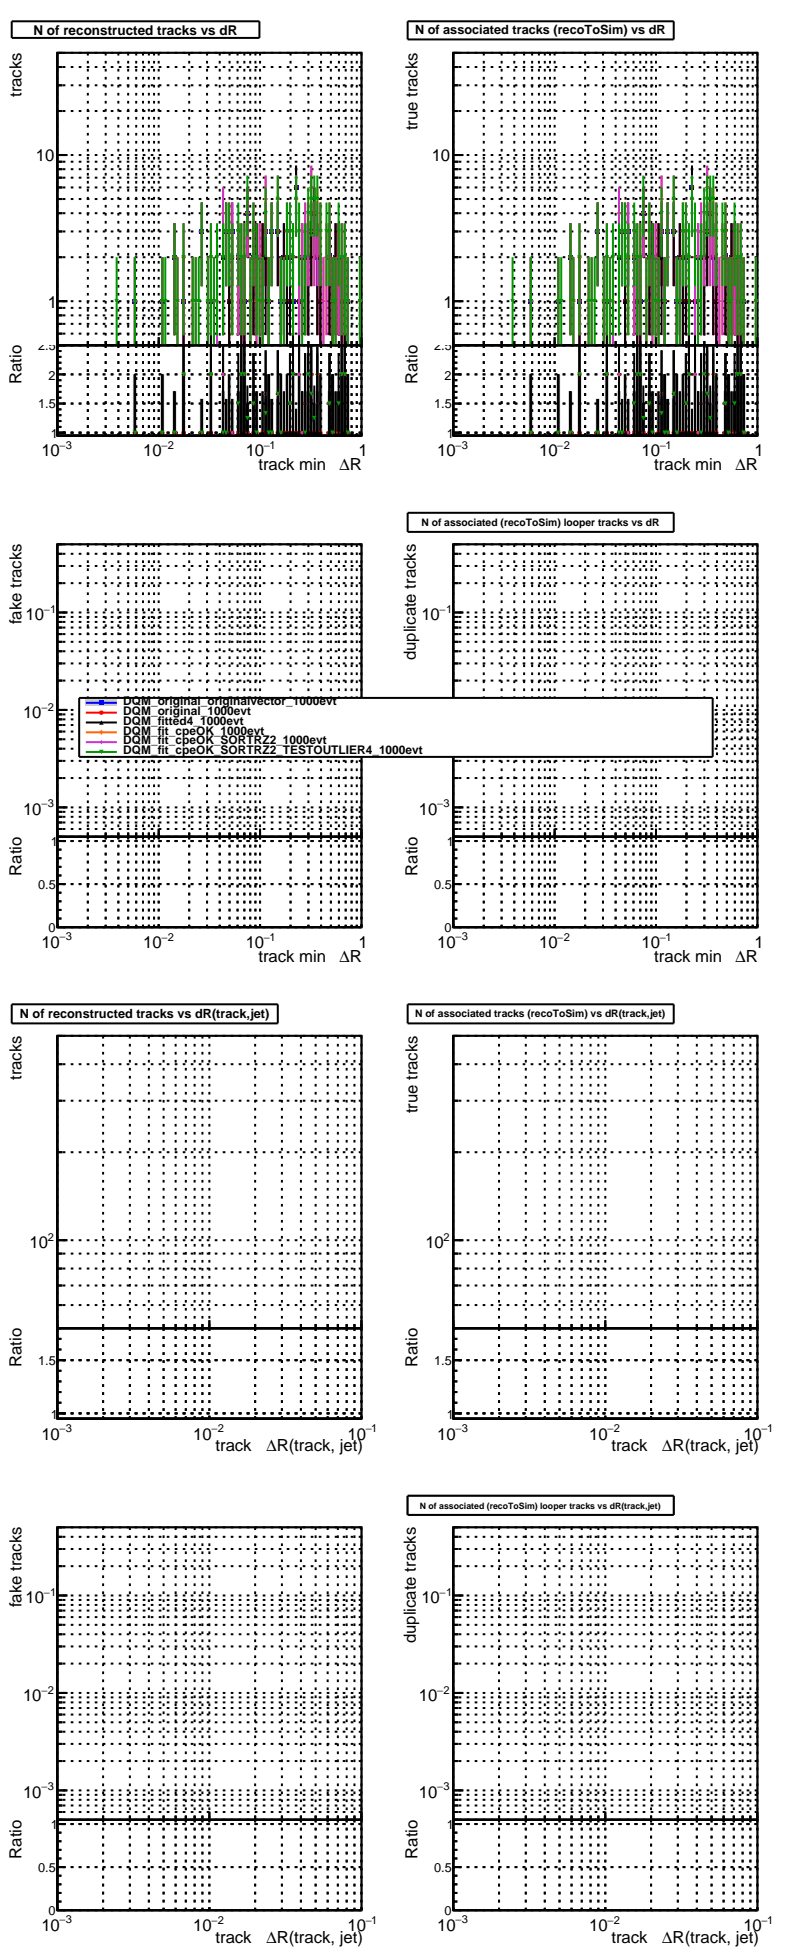 N of reconstructed tracks vs dR
N of associated tracks (recoToSim) vs dR
tracks
10
1
Ratio
2.5
2
1.5
1
10⁻³ 10⁻² 10⁻¹ 1
track min ΔR
true tracks
10
1
Ratio
2.5
2
1.5
1
10⁻³ 10⁻² 10⁻¹ 1
track min ΔR
N of associated (recoToSim) looper tracks vs dR
fake tracks
10⁻¹
10⁻²
10⁻³
Ratio
1
0.5
0
10⁻³ 10⁻² 10⁻¹ 1
track min ΔR
duplicate tracks
10⁻¹
10⁻³
Ratio
1
0.5
0
10⁻³ 10⁻² 10⁻¹ 1
track min ΔR
DQM_original_originalvector_1000evt
DQM_original_1000evt
DQM_fitted4_1000evt
DQM_fit_cpeOK_1000evt
DQM_fit_cpeOK_SORTRZ2_1000evt
DQM_fit_cpeOK_SORTRZ2_TESTOUTLIER4_1000evt
N of reconstructed tracks vs dR(track,jet)
N of associated tracks (recoToSim) vs dR(track,jet)
tracks
10²
Ratio
1.5
1
10⁻³ 10⁻² 10⁻¹
track ΔR(track, jet)
true tracks
10²
Ratio
1.5
1
10⁻³ 10⁻² 10⁻¹
track ΔR(track, jet)
N of associated (recoToSim) looper tracks vs dR(track,jet)
fake tracks
10⁻¹
10⁻²
10⁻³
Ratio
1
0.5
0
10⁻³ 10⁻² 10⁻¹
track ΔR(track, jet)
duplicate tracks
10⁻¹
10⁻²
10⁻³
Ratio
1
0.5
0
10⁻³ 10⁻² 10⁻¹
track ΔR(track, jet)